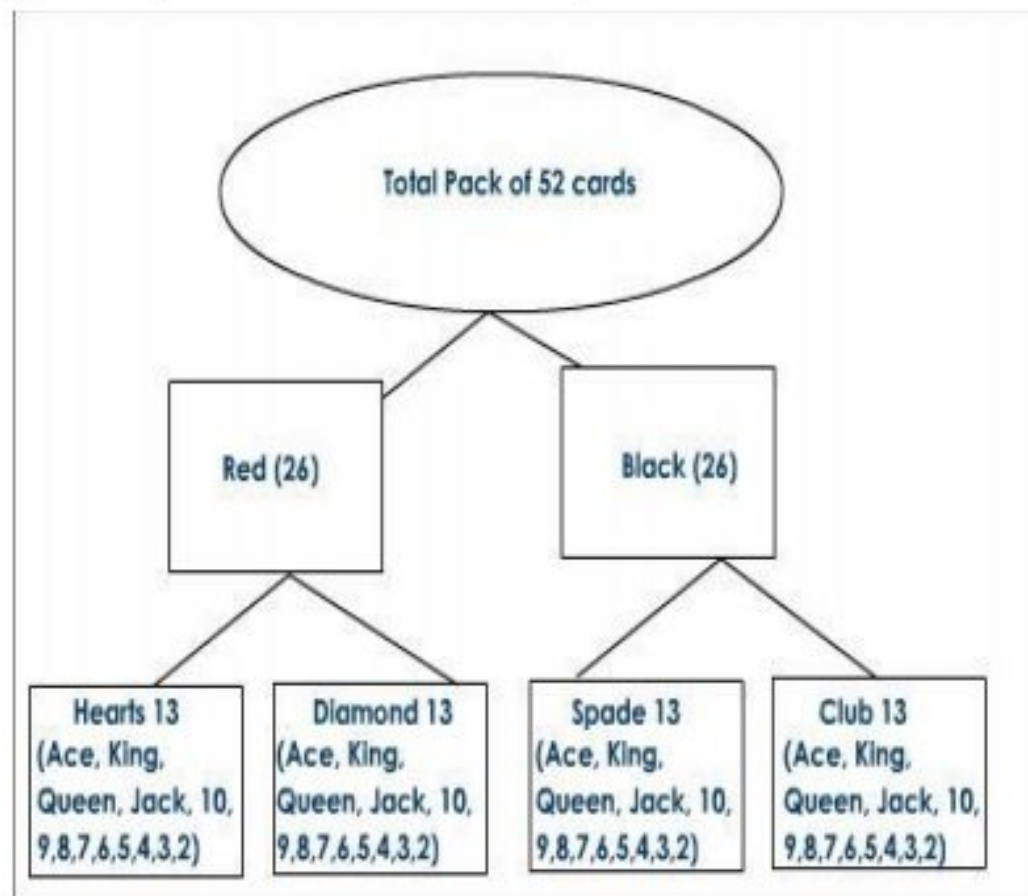 Total Pack of 52 cards
Red (26)
Black (26)
Hearts 13
(Ace, King,
Queen, Jack, 10,
9,8,7,6,5,4,3,2)
Diamond 13
(Ace, King,
Queen, Jack, 10,
9,8,7,6,5,4,3,2)
Spade 13
(Ace, King,
Queen, Jack, 10,
9,8,7,6,5,4,3,2)
Club 13
(Ace, King,
Queen, Jack, 10,
9,8,7,6,5,4,3,2)